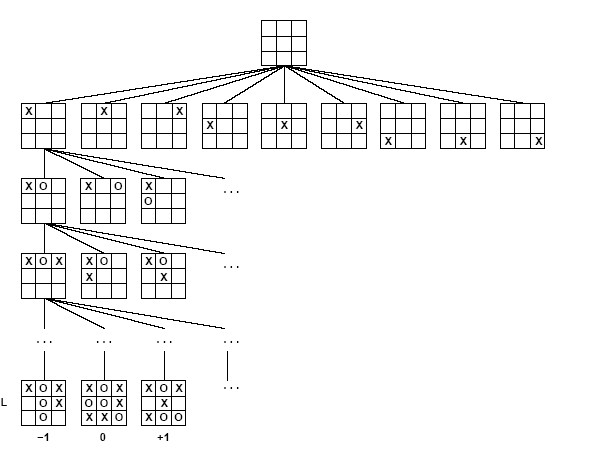 X X X X X X X X X
X O X O X
O
X O X X O X O
X X
... ... ... ...
X O X X O X X O X ...
L O X O O X X
O X X O X O O
−1 0 +1